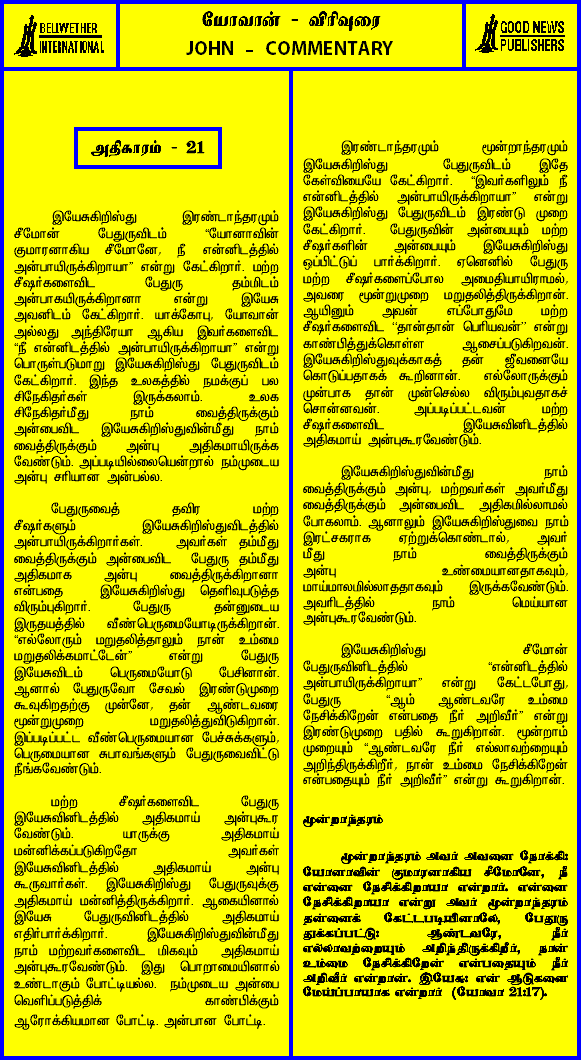 BELWETHER
INTERNATIONAL
யோவான் - விரிவுரை
JOHN - COMMENTARY
GOOD NEWS
PUBLISHERS
அதிகாரம் - 21
இயேசுகிறிஸ்து இரண்டாந்தரமும்
சீமோன் பேதுருவிடம் “யோனாவின்
குமாரனாகிய சீமோனே, நீ என்னிடத்தில்
அன்பாயிருக்கிறாயா” என்று கேட்கிறார். மற்ற
சீஷர்களைவிட பேதுரு தம்மிடம்
அன்பாகயிருக்கிறானா என்று இயேசு
அவனிடம் கேட்கிறார். யாக்கோபு, யோவான்
அல்லது அந்திரேயா ஆகிய இவர்களைவிட
“நீ என்னிடத்தில் அன்பாயிருக்கிறாயா” என்று
பொருள்படுமாறு இயேசுகிறிஸ்து பேதுருவிடம்
கேட்கிறார். இந்த உலகத்தில் நமக்குப் பல
சிநேகிதர்கள் இருக்கலாம். உலக
சிநேகிதர்மீது நாம் வைத்திருக்கும்
அன்பைவிட இயேசுகிறிஸ்துவின்மீது நாம்
வைத்திருக்கும் அன்பு அதிகமாயிருக்க
வேண்டும். அப்படியில்லையென்றால் நம்முடைய
அன்பு சரியான அன்பல்ல.
பேதுருவைத் தவிர மற்ற
சீஷர்களும் இயேசுகிறிஸ்துவிடத்தில்
அன்பாயிருக்கிறார்கள். அவர்கள் தம்மீது
வைத்திருக்கும் அன்பைவிட பேதுரு தம்மீது
அதிகமாக அன்பு வைத்திருக்கிறானா
என்பதை இயேசுகிறிஸ்து தெளிவுபடுத்த
விரும்புகிறார். பேதுரு தன்னுடைய
இருதயத்தில் வீண்பெருமையோடிருக்கிறான்.
“எல்லோரும் மறுதலித்தாலும் நான் உம்மை
மறுதலிக்கமாட்டேன்” என்று பேதுரு
இயேசுவிடம் பெருமையோடு பேசினான்.
ஆனால் பேதுருவோ சேவல் இரண்டுமுறை
கூவுகிறதற்கு முன்னே, தன் ஆண்டவரை
மூன்றுமுறை மறுதலித்துவிடுகிறான்.
இப்படிப்பட்ட வீண்பெருமையான பேச்சுக்களும்,
பெருமையான சுபாவங்களும் பேதுருவைவிட்டு
நீங்கவேண்டும்.
மற்ற சீஷர்களைவிட பேதுரு
இயேசுவினிடத்தில் அதிகமாய் அன்புகூர
வேண்டும். யாருக்கு அதிகமாய்
மன்னிக்கப்படுகிறதோ அவர்கள்
இயேசுவினிடத்தில் அதிகமாய் அன்பு
கூருவார்கள். இயேசுகிறிஸ்து பேதுருவுக்கு
அதிகமாய் மன்னித்திருக்கிறார். ஆகையினால்
இயேசு பேதுருவினிடத்தில் அதிகமாய்
எதிர்பார்க்கிறார். இயேசுகிறிஸ்துவின்மீது
நாம் மற்றவர்களைவிட மிகவும் அதிகமாய்
அன்புகூரவேண்டும். இது பொறாமையினால்
உண்டாகும் போட்டியல்ல. நம்முடைய அன்பை
வெளிப்படுத்திக் காண்பிக்கும்
ஆரோக்கியமான போட்டி. அன்பான போட்டி.
இரண்டாந்தரமும் மூன்றாந்தரமும்
இயேசுகிறிஸ்து பேதுருவிடம் இதே
கேள்வியையே கேட்கிறார். “இவர்களிலும் நீ
என்னிடத்தில் அன்பாயிருக்கிறாயா” என்று
இயேசுகிறிஸ்து பேதுருவிடம் இரண்டு முறை
கேட்கிறார். பேதுருவின் அன்பையும் மற்ற
சீஷர்களின் அன்பையும் இயேசுகிறிஸ்து
ஒப்பிட்டுப் பார்க்கிறார். ஏனெனில் பேதுரு
மற்ற சீஷர்களைப்போல அமைதியாயிராமல்,
அவரை மூன்றுமுறை மறுதலித்திருக்கிறான்.
ஆயினும் அவன் எப்போதுமே மற்ற
சீஷர்களைவிட “தான்தான் பெரியவன்” என்று
காண்பித்துக்கொள்ள ஆசைப்படுகிறவன்.
இயேசுகிறிஸ்துவுக்காகத் தன் ஜீவனையே
கொடுப்பதாகக் கூறினான். எல்லோருக்கும்
முன்பாக தான் முன்செல்ல விரும்புவதாகச்
சொன்னவன். அப்படிப்பட்டவன் மற்ற
சீஷர்களைவிட இயேசுவினிடத்தில்
அதிகமாய் அன்புகூரவேண்டும்.
இயேசுகிறிஸ்துவின்மீது நாம்
வைத்திருக்கும் அன்பு, மற்றவர்கள் அவர்மீது
வைத்திருக்கும் அன்பைவிட அதிகமில்லாமல்
போகலாம். ஆனாலும் இயேசுகிறிஸ்துவை நாம்
இரட்சகராக ஏற்றுக்கொண்டால், அவர்
மீது நாம் வைத்திருக்கும்
அன்பு உண்மையானதாகவும்,
மாய்மாலமில்லாததாகவும் இருக்கவேண்டும்.
அவரிடத்தில் நாம் மெய்யான
அன்புகூரவேண்டும்.
இயேசுகிறிஸ்து சீமோன்
பேதுருவினிடத்தில் “என்னிடத்தில்
அன்பாயிருக்கிறாயா” என்று கேட்டபோது,
பேதுரு “ஆம் ஆண்டவரே உம்மை
நேசிக்கிறேன் என்பதை நீர் அறிவீர்” என்று
இரண்டுமுறை பதில் கூறுகிறான். மூன்றாம்
முறையும் “ஆண்டவரே நீர் எல்லாவற்றையும்
அறிந்திருக்கிறீர், நான் உம்மை நேசிக்கிறேன்
என்பதையும் நீர் அறிவீர்” என்று கூறுகிறான்.
மூன்றாந்தரம்
மூன்றாந்தரம் அவர் அவனை நோக்கி:
யோனாவின் குமாரனாகிய சீமோனே, நீ
என்னை நேசிக்கிறாயா என்றார். என்னை
நேசிக்கிறாயா என்று அவர் மூன்றாந்தரம்
தன்னைக் கேட்டபடியினாலே, பேதுரு
துக்கப்பட்டு: ஆண்டவரே, நீர்
எல்லாவற்றையும் அறிந்திருக்கிறீர், நான்
உம்மை நேசிக்கிறேன் என்பதையும் நீர்
அறிவீர் என்றான். இயேசு: என் ஆடுகளை
மேய்ப்பாயாக என்றார் (யோவா 21:17).